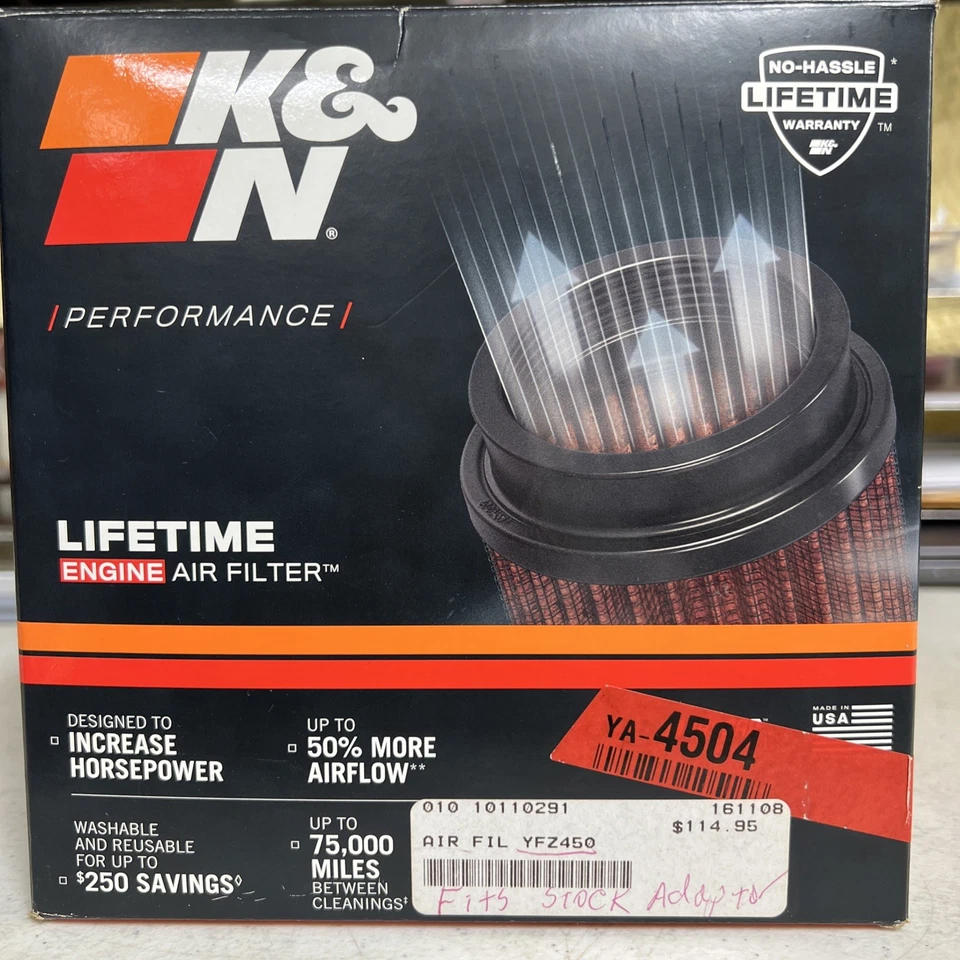 K&N®
/PERFORMANCE/
NO-HASSLE
LIFETIME*
WARRANTY™
K&N
LIFETIME
ENGINE AIR FILTER™
DESIGNED TO
INCREASE
HORSEPOWER
UP TO
50% MORE
AIRFLOW**
YA-4504
MADE IN
USA
WASHABLE
AND REUSABLE
FOR UP TO
$250 SAVINGS◊
UP TO
75,000
MILES
BETWEEN
CLEANINGS‡
010 10110291 161108
$114.95
AIR FIL YFZ450
Fits Stock Adapter